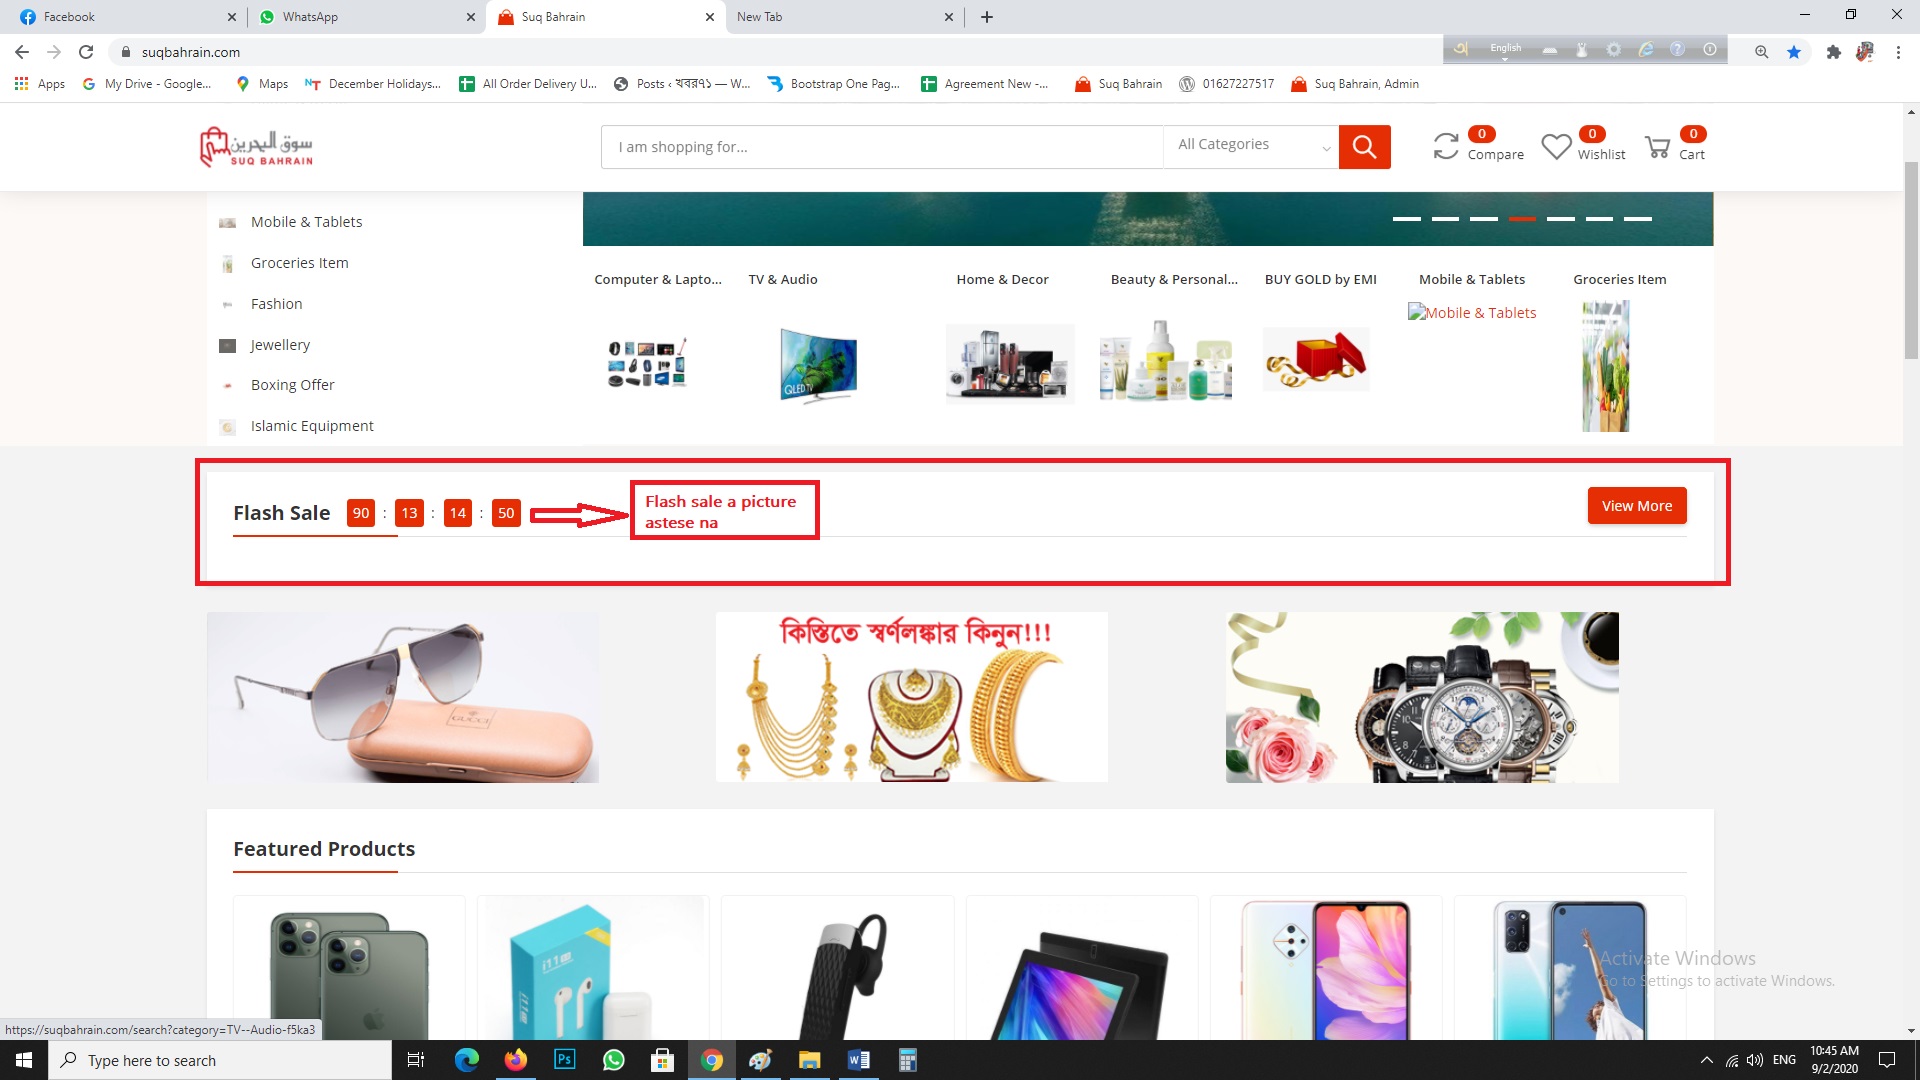 Facebook
WhatsApp
Suq Bahrain
New Tab
suqbahrain.com
English
Apps
My Drive - Google...
Maps
NT December Holidays...
All Order Delivery U...
Posts ‹ খবর৭১ — W...
Bootstrap One Pag...
Agreement New -...
Suq Bahrain
01627227517
Suq Bahrain, Admin
سوق البحرين
SUQ BAHRAIN
I am shopping for...
All Categories
0
Compare
0
Wishlist
0
Cart
Mobile & Tablets
Groceries Item
Fashion
Jewellery
Boxing Offer
Islamic Equipment
Computer & Lapto...
TV & Audio
Home & Decor
Beauty & Personal...
BUY GOLD by EMI
Mobile & Tablets
Groceries Item
QLED TV
Mobile & Tablets
Flash Sale 90 : 13 : 14 : 50
Flash sale a picture
astese na
View More
GUCCI
কিস্তিতে স্বর্ণলঙ্কার কিনুন!!!
Featured Products
i11
Activate Windows
Go to Settings to activate Windows.
https://suqbahrain.com/search?category=TV--Audio-f5ka3
Type here to search
Ps
ENG
10:45 AM
9/2/2020